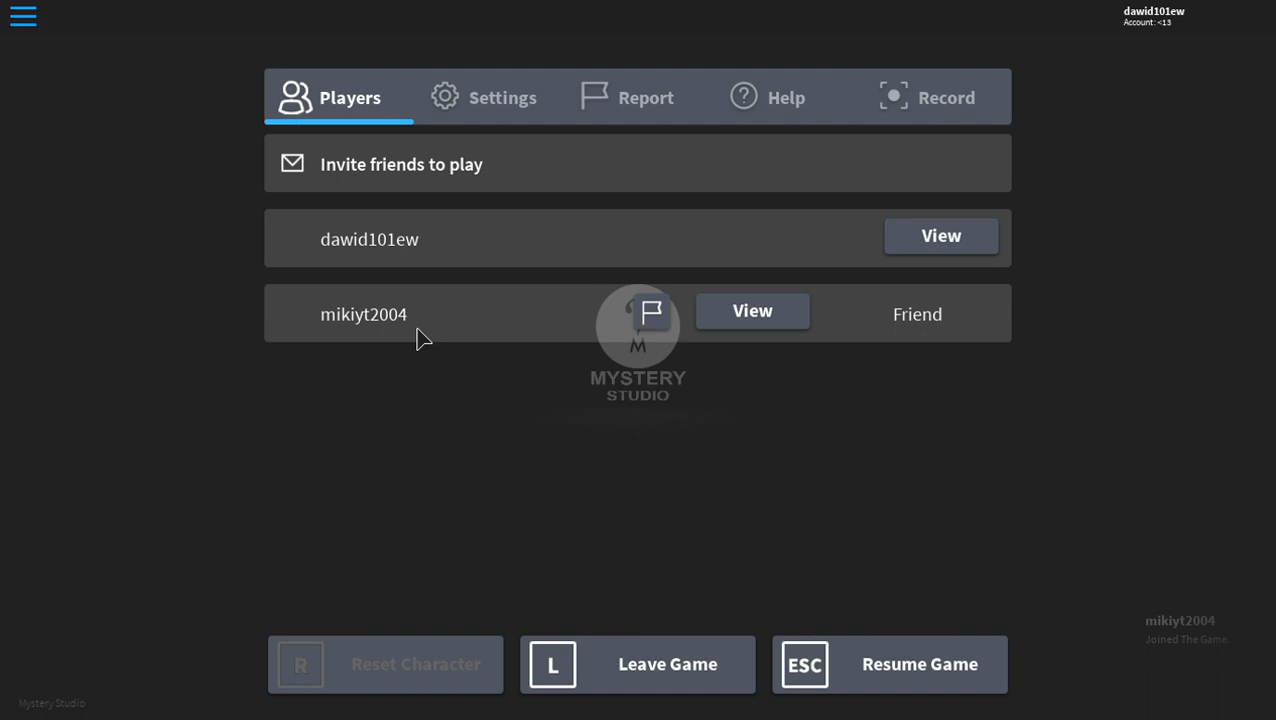 dawid101ew
Account: <13
Players
Settings
Report
Help
Record
Invite friends to play
dawid101ew
View
mikiyt2004
View
Friend
M
MYSTERY
STUDIO
mikiyt2004
Joined The Game.
R
Reset Character
L
Leave Game
ESC
Resume Game
Mystery Studio